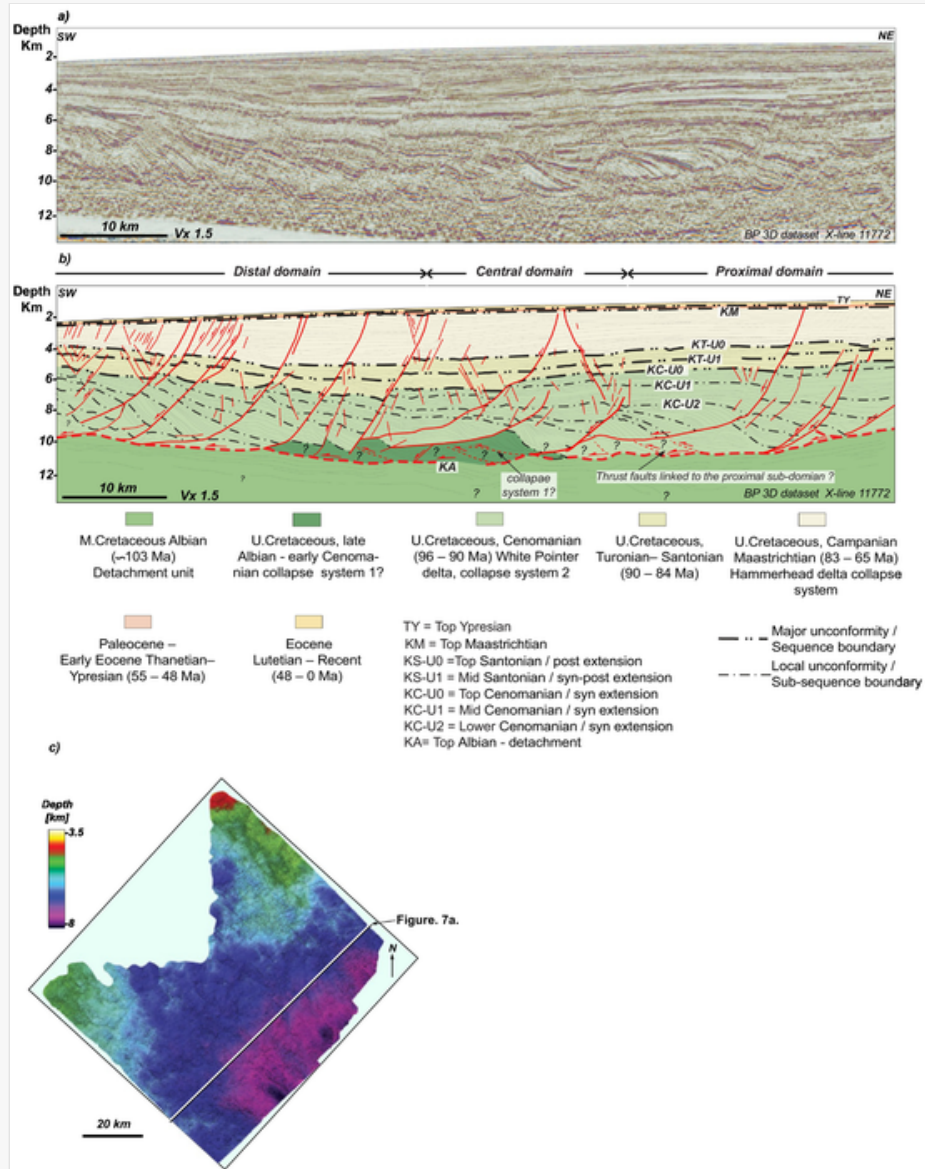 a)
Depth
Km
SW
NE
2
4
6
8
10
12
10 km
Vx 1.5
BP 3D dataset X-line 11772
b)
Distal domain
Central domain
Proximal domain
Depth
Km
SW
NE
2
4
6
8
10
12
TY
KM
KT-U0
KT-U1
KC-U0
KC-U1
KC-U2
? ? ? ? ? ? ? ? ?
KA
collapae
system 1?
Thrust faults linked to the proximal sub-domian ?
?
?
?
10 km
Vx 1.5
BP 3D dataset X-line 11772
M.Cretaceous Albian
(~103 Ma)
Detachment unit
U.Cretaceous, late
Albian - early Cenoma-
nian collapse system 1?
U.Cretaceous, Cenomanian
(96 – 90 Ma) White Pointer
delta, collapse system 2
U.Cretaceous,
Turonian– Santonian
(90 – 84 Ma)
U.Cretaceous, Campanian
Maastrichtian (83 – 65 Ma)
Hammerhead delta collapse
system
Paleocene –
Early Eocene Thanetian–
Ypresian (55 – 48 Ma)
Eocene
Lutetian – Recent
(48 – 0 Ma)
TY = Top Ypresian
KM = Top Maastrichtian
KS-U0 =Top Santonian / post extension
KS-U1 = Mid Santonian / syn-post extension
KC-U0 = Top Cenomanian / syn extension
KC-U1 = Mid Cenomanian / syn extension
KC-U2 = Lower Cenomanian / syn extension
KA= Top Albian - detachment
Major unconformity /
Sequence boundary
Local unconformity /
Sub-sequence boundary
c)
Depth
[km]
-3.5
-8
Figure. 7a.
N
20 km